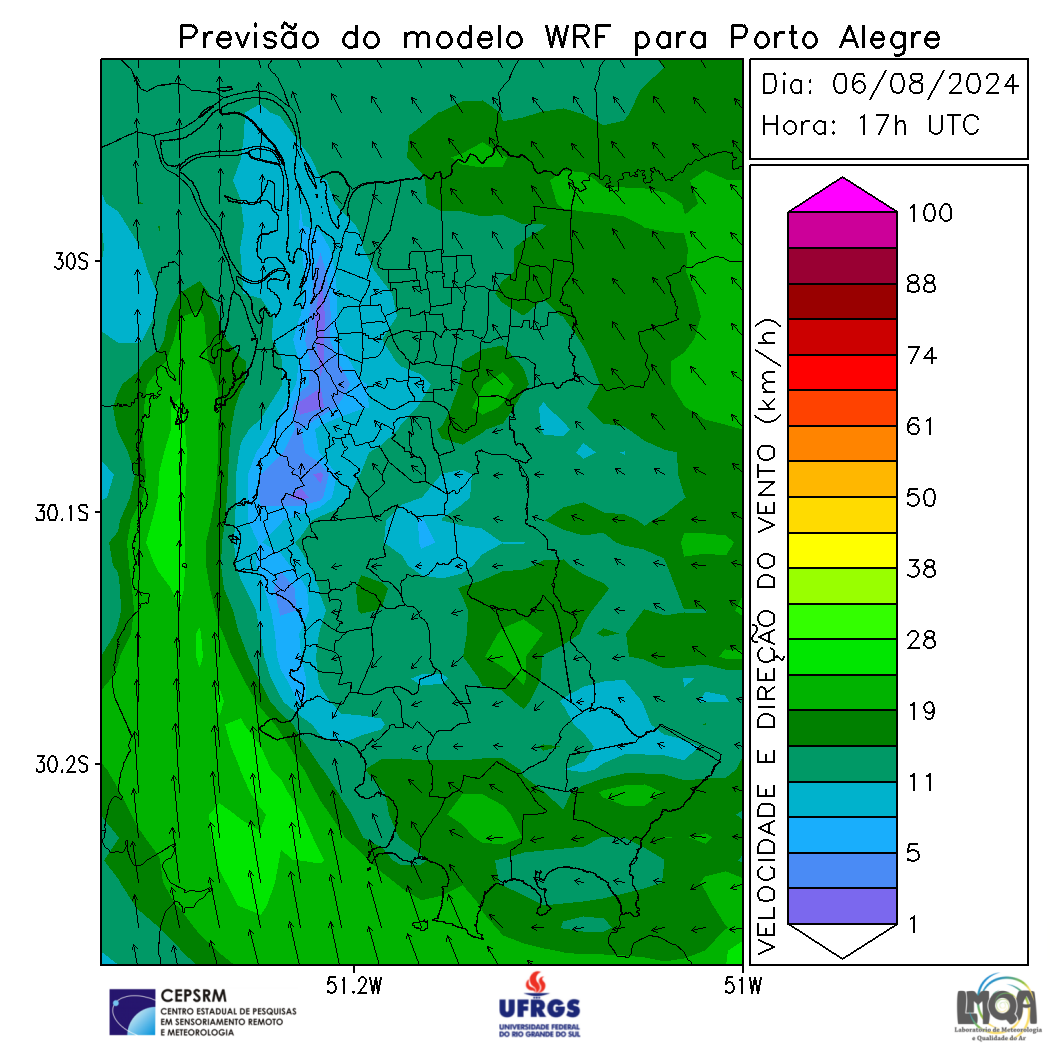 Previsão do modelo WRF para Porto Alegre
Dia: 06/08/2024
Hora: 17h UTC
30S
30.1S
30.2S
51.2W
51W
VELOCIDADE E DIREÇÃO DO VENTO (km/h)
100
88
74
61
50
38
28
19
11
5
1
CEPSRM
CENTRO ESTADUAL DE PESQUISAS
EM SENSORIAMENTO REMOTO
E METEOROLOGIA
UFRGS
UNIVERSIDADE FEDERAL
DO RIO GRANDE DO SUL
LMQA
Laboratório de Meteorologia
e Qualidade do Ar